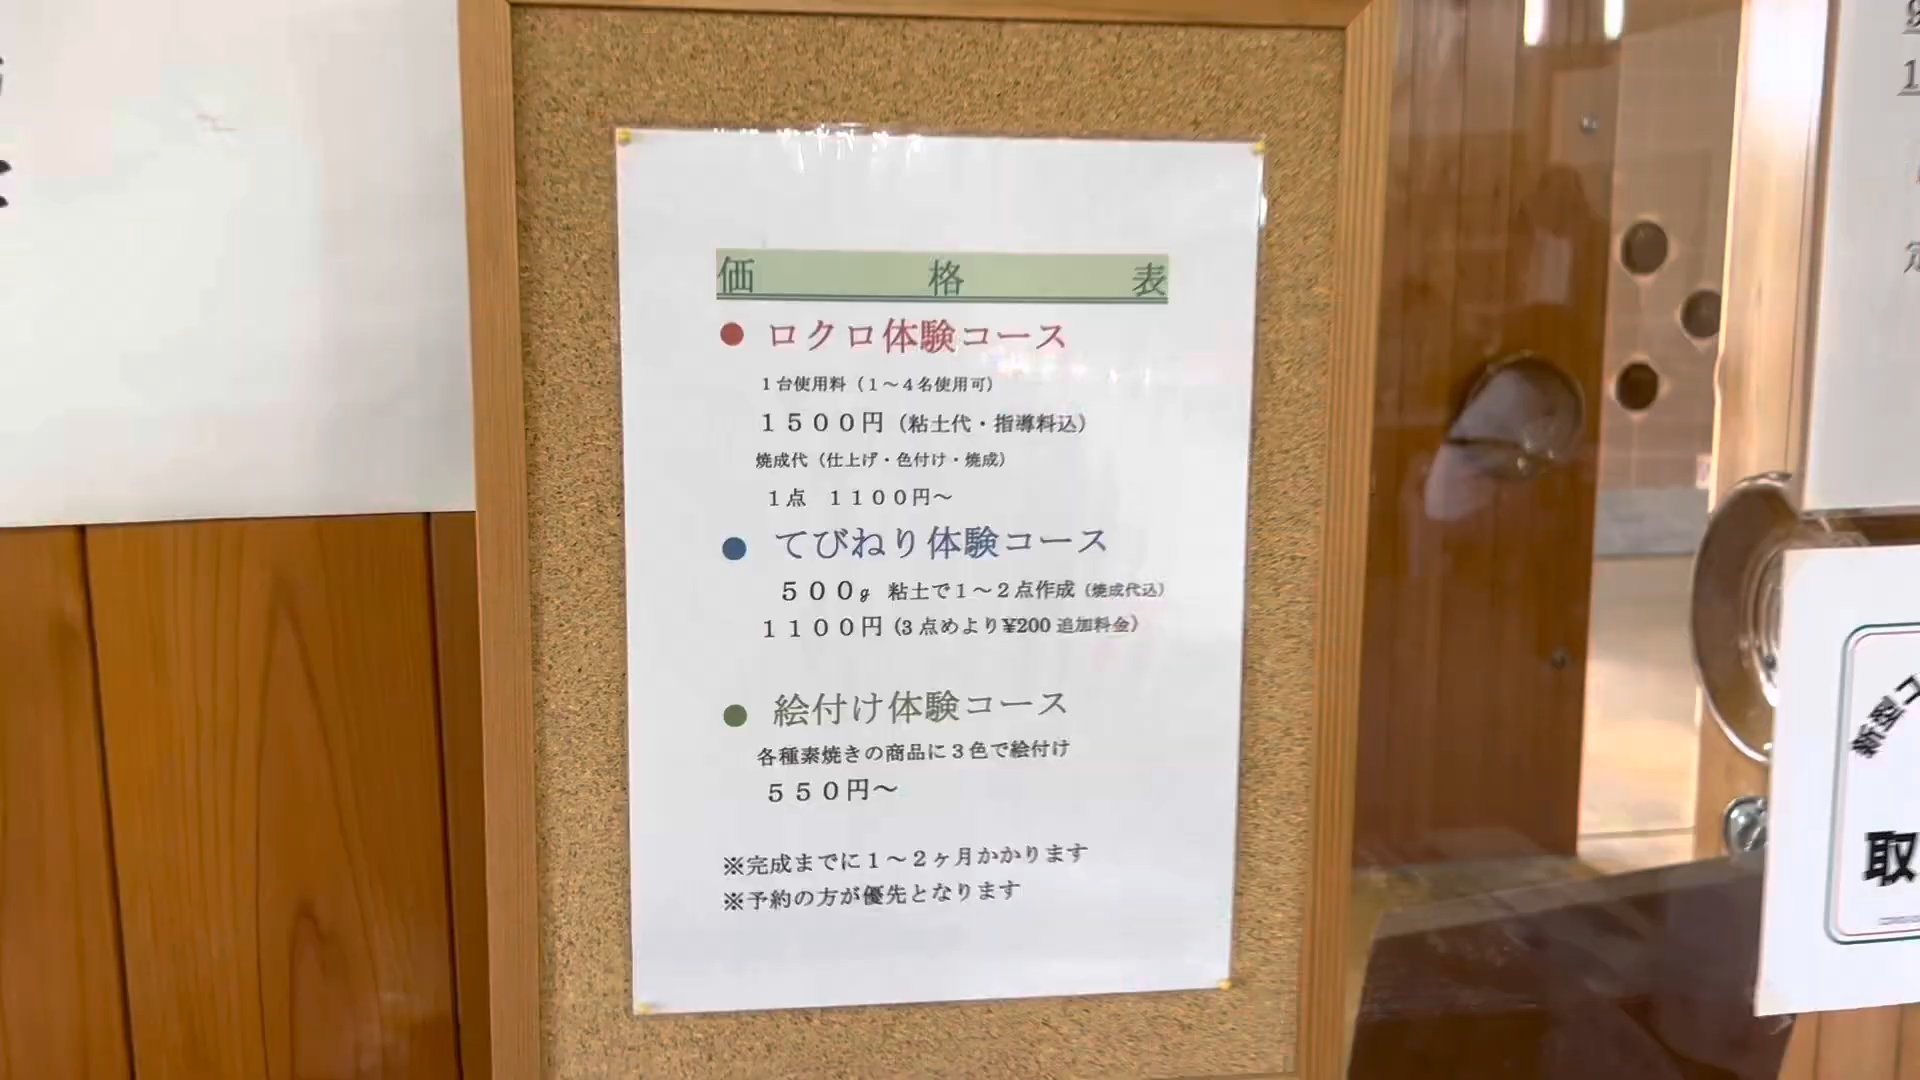 価格表
● ロクロ体験コース
１台使用料（１～４名使用可）
１５００円（粘土代・指導料込）
焼成代（仕上げ・色付け・焼成）
１点　１１００円～
● てびねり体験コース
５００g　粘土で１～２点作成（焼成代込）
１１００円（3 点めより¥200 追加料金）
● 絵付け体験コース
各種素焼きの商品に３色で絵付け
５５０円～
※完成までに１～２ヶ月かかります
※予約の方が優先となります
新型コ
取